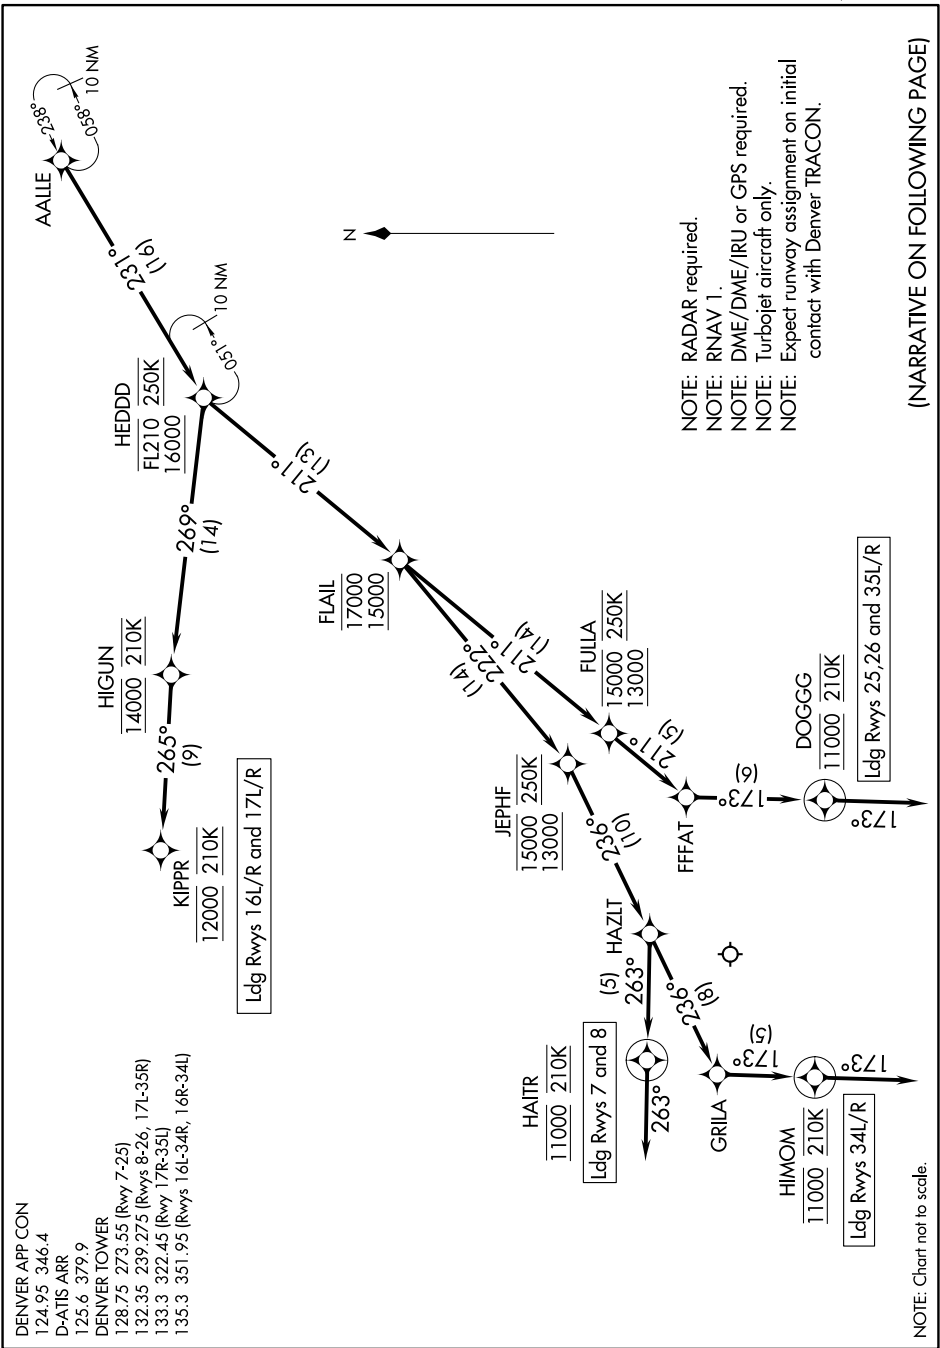 DENVER APP CON
124.95 346.4
D-ATIS ARR
125.6 379.9
DENVER TOWER
128.75 273.55 (Rwy 7-25)
132.35 239.275 (Rwys 8-26, 17L-35R)
133.3 322.45 (Rwy 17R-35L)
135.3 351.95 (Rwys 16L-34R, 16R-34L)
AALLE
238°
058°
10 NM
231°
(16)
HEDDD
FL210 250K
16000
051°
10 NM
269°
(14)
HIGUN
14000 210K
265°
(9)
KIPPR
12000 210K
Ldg Rwys 16L/R and 17L/R
211°
(13)
N
FLAIL
17000
15000
222°
(14)
211°
(14)
FULLA
15000 250K
13000
JEPHF
15000 250K
13000
211°
(5)
FFFAT
173°
(6)
DOGGG
11000 210K
Ldg Rwys 25,26 and 35L/R
173°
236°
(10)
HAZLT
263°
(5)
HAITR
11000 210K
Ldg Rwys 7 and 8
263°
236°
(8)
GRILA
173°
(5)
HIMOM
11000 210K
Ldg Rwys 34L/R
173°
NOTE: RADAR required.
NOTE: RNAV 1.
NOTE: DME/DME/IRU or GPS required.
NOTE: Turbojet aircraft only.
NOTE: Expect runway assignment on initial
contact with Denver TRACON.
(NARRATIVE ON FOLLOWING PAGE)
NOTE: Chart not to scale.